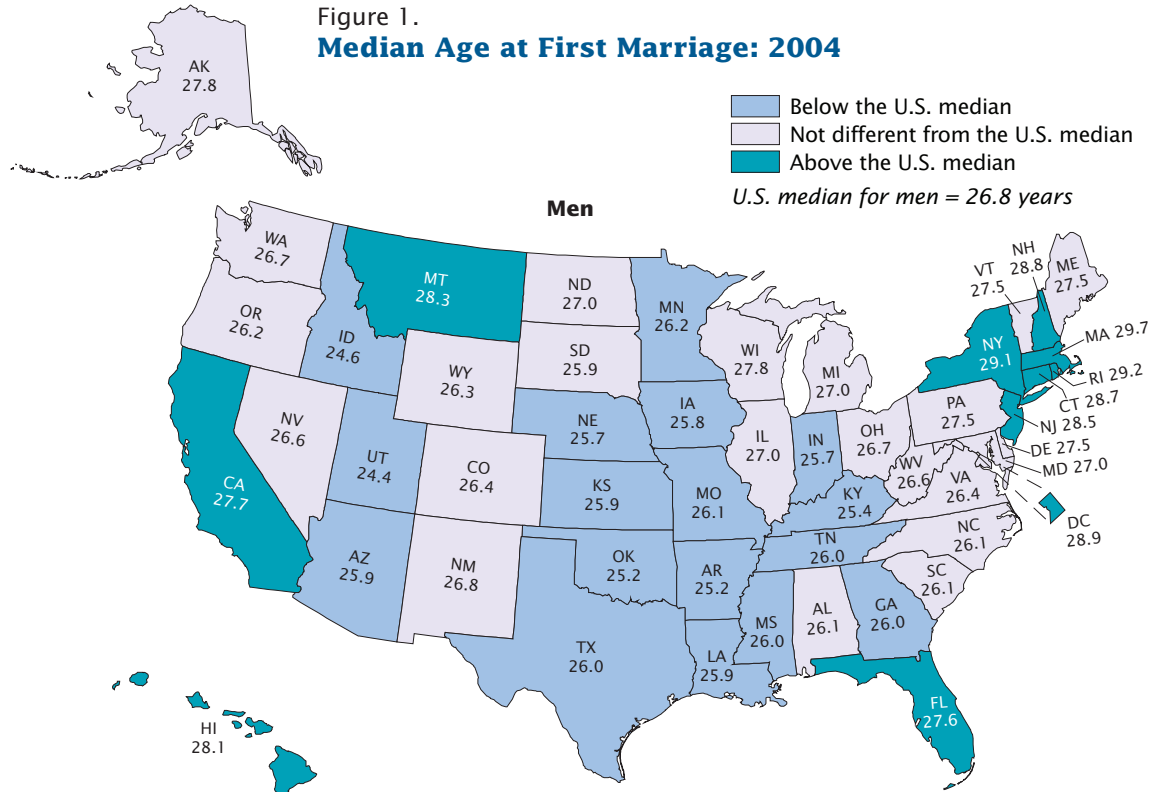 Figure 1.
Median Age at First Marriage: 2004
Below the U.S. median
Not different from the U.S. median
Above the U.S. median
U.S. median for men = 26.8 years
Men
AK
27.8
WA
26.7
OR
26.2
CA
27.7
NV
26.6
ID
24.6
MT
28.3
WY
26.3
UT
24.4
AZ
25.9
CO
26.4
NM
26.8
ND
27.0
SD
25.9
NE
25.7
KS
25.9
OK
25.2
TX
26.0
MN
26.2
IA
25.8
MO
26.1
AR
25.2
LA
25.9
WI
27.8
IL
27.0
MI
27.0
IN
25.7
OH
26.7
KY
25.4
TN
26.0
MS
26.0
AL
26.1
GA
26.0
FL
27.6
SC
26.1
NC
26.1
VA
26.4
WV
26.6
PA
27.5
NY
29.1
VT
27.5
NH
28.8
ME
27.5
MA 29.7
RI 29.2
CT 28.7
NJ 28.5
DE 27.5
MD 27.0
DC
28.9
HI
28.1